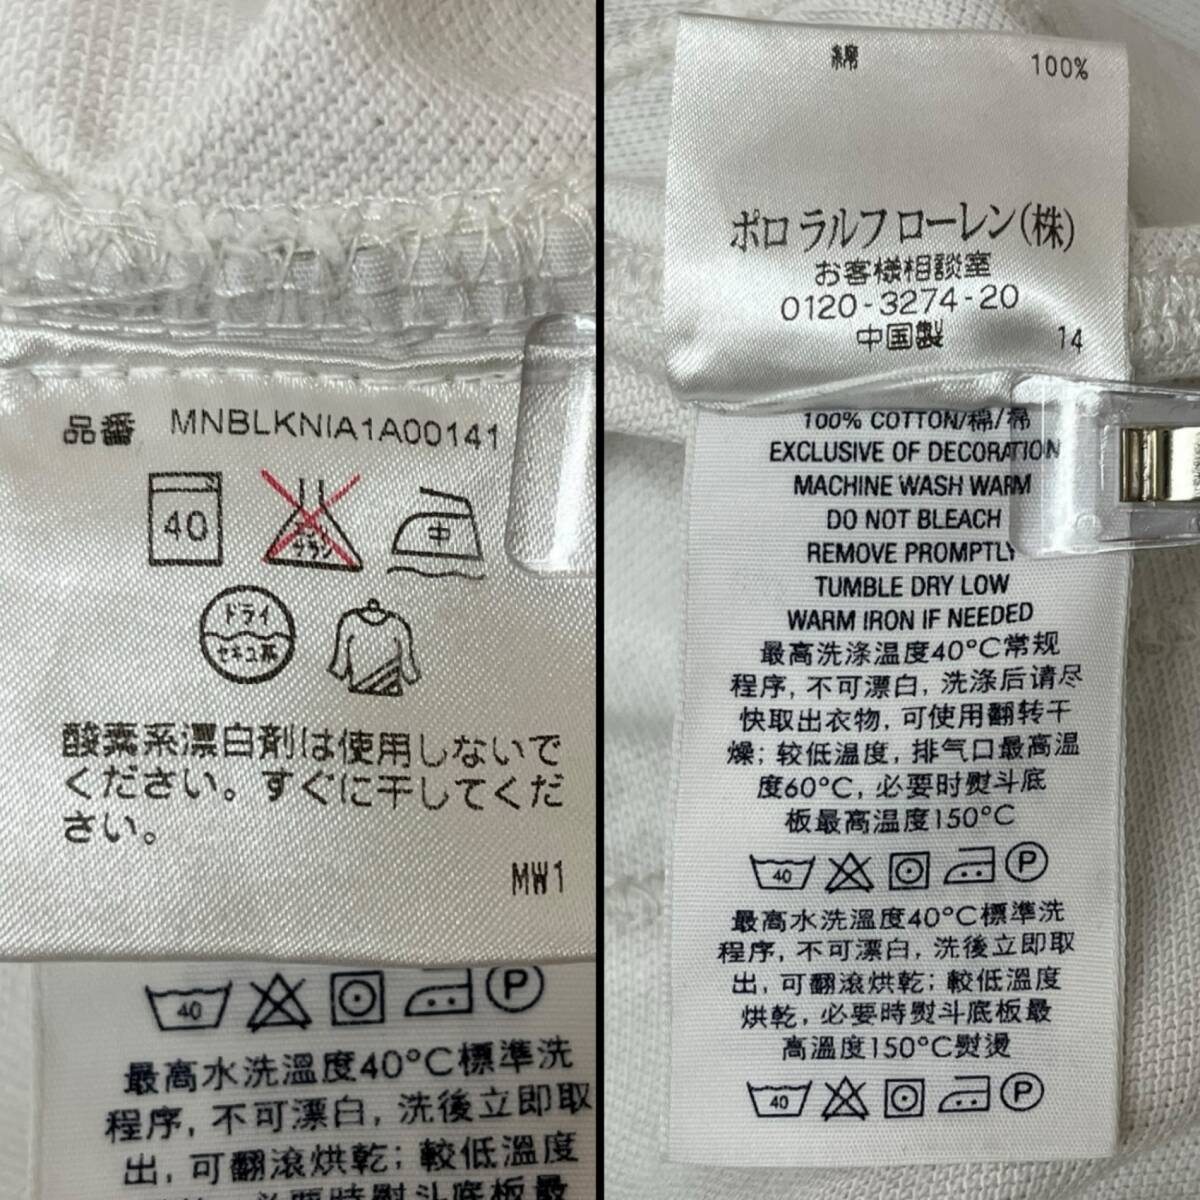 品番 MNBLKNIA1A00141
40
中
ドライ
セキユ系
酸素系漂白剤は使用しないで
ください。すぐに干してくだ
さい。
MW1
40
P
最高水洗溫度40°C標準洗
程序, 不可漂白, 洗後立即取
出, 可翻滾烘乾; 較低溫度
綿 100%
ポロ ラルフ ローレン(株)
お客様相談室
0120-3274-20
中国製 14
100% COTTON/棉/棉
EXCLUSIVE OF DECORATION
MACHINE WASH WARM
DO NOT BLEACH
REMOVE PROMPTLY
TUMBLE DRY LOW
WARM IRON IF NEEDED
最高洗涤温度40°C常规
程序, 不可漂白, 洗涤后请尽
快取出衣物, 可使用翻转干
燥; 较低温度, 排气口最高温
度60°C, 必要时熨斗底
板最高温度150°C
40 P
最高水洗溫度40°C標準洗
程序, 不可漂白, 洗後立即取
出, 可翻滾烘乾; 較低溫度
烘乾, 必要時熨斗底板最
高溫度150°C熨燙
40 P